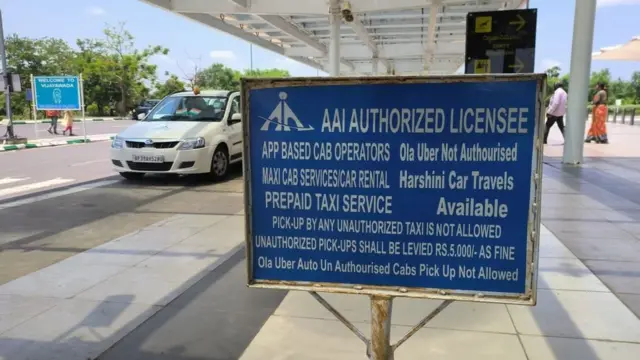 WELCOME TO
VIJAYAWADA
AAI AUTHORIZED LICENSEE
APP BASED CAB OPERATORS Ola Uber Not Authourised
MAXI CAB SERVICES/CAR RENTAL Harshini Car Travels
PREPAID TAXI SERVICE Available
PICK-UP BY ANY UNAUTHORIZED TAXI IS NOT ALLOWED
UNAUTHORIZED PICK-UPS SHALL BE LEVIED RS.5.000/- AS FINE
Ola Uber Auto Un Authourised Cabs Pick Up Not Allowed